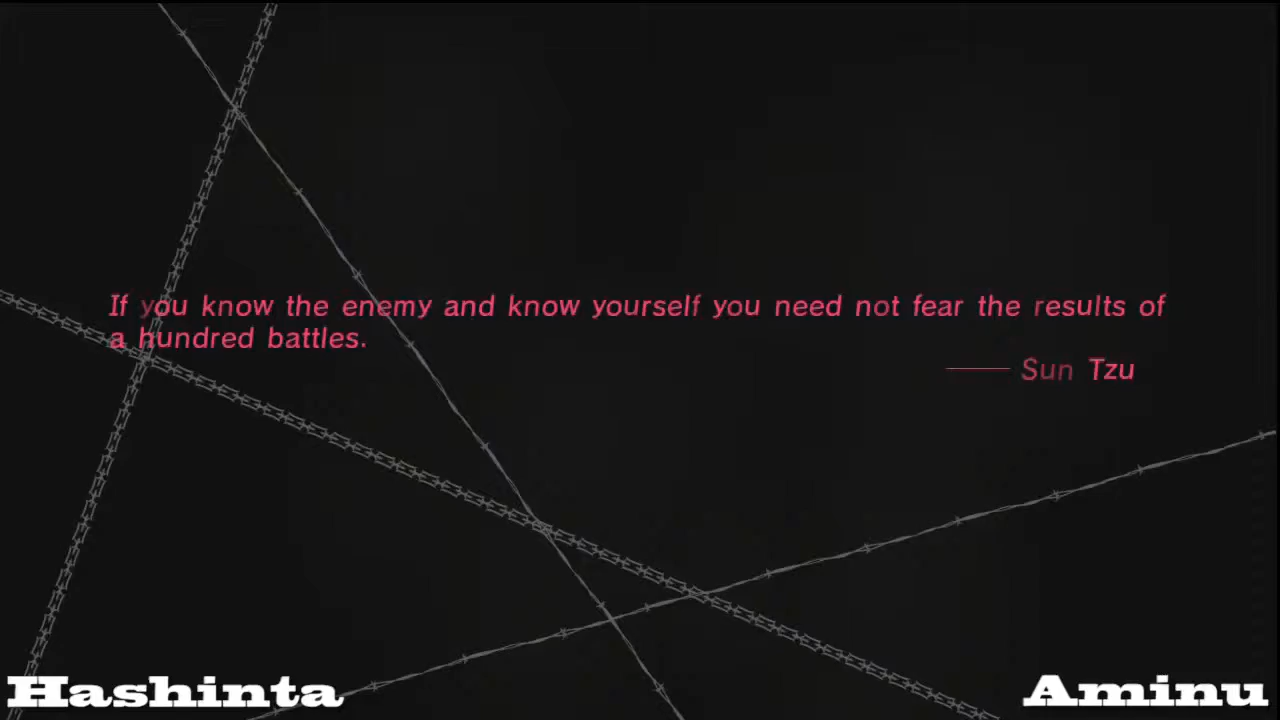 If you know the enemy and know yourself you need not fear the results of
a hundred battles.
—— Sun Tzu
Hashinta
Aminu